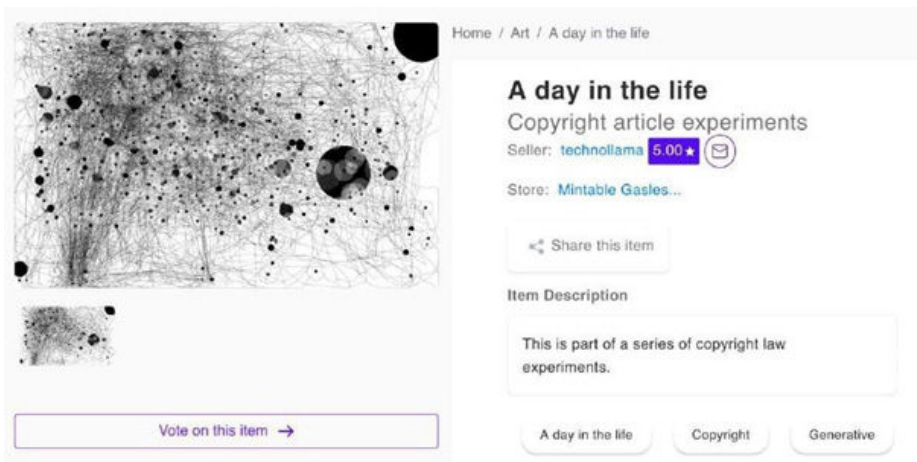 Home / Art / A day in the life
A day in the life
Copyright article experiments
Seller: technollama 5.00★
Store: Mintable Gasles...
Share this item
Item Description
This is part of a series of copyright law
experiments.
Vote on this item →
A day in the life Copyright Generative